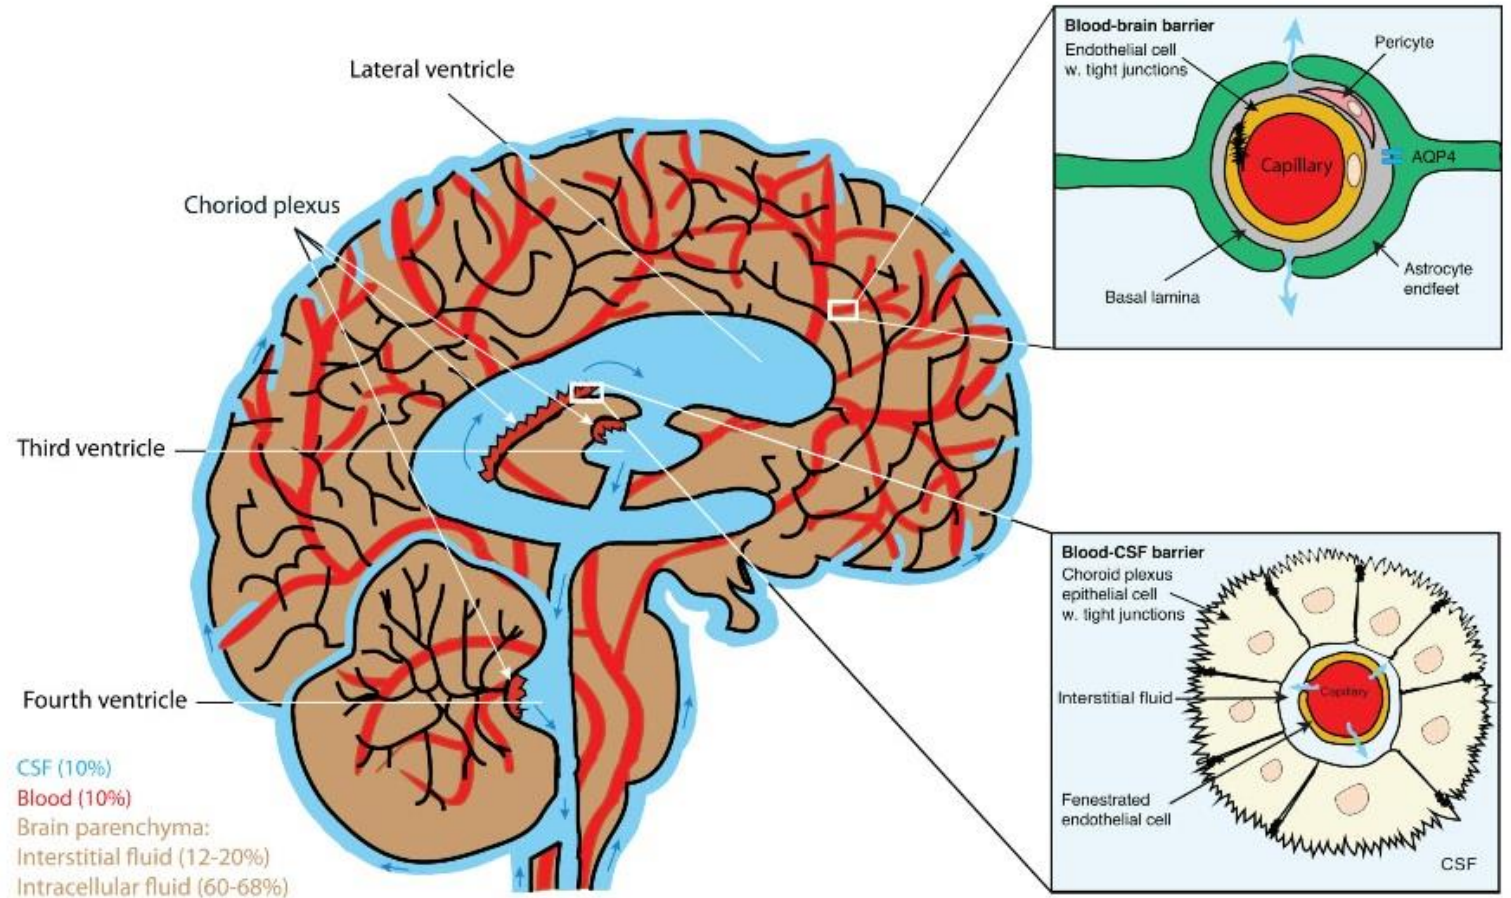 Lateral ventricle
Choriod plexus
Third ventricle
Fourth ventricle
CSF (10%)
Blood (10%)
Brain parenchyma:
Interstitial fluid (12-20%)
Intracellular fluid (60-68%)
Blood-brain barrier
Endothelial cell
w. tight junctions
Pericyte
Capillary
AQP4
Basal lamina
Astrocyte
endfeet
Blood-CSF barrier
Choroid plexus
epithelial cell
w. tight junctions
Interstitial fluid
Capillary
Fenestrated
endothelial cell
CSF